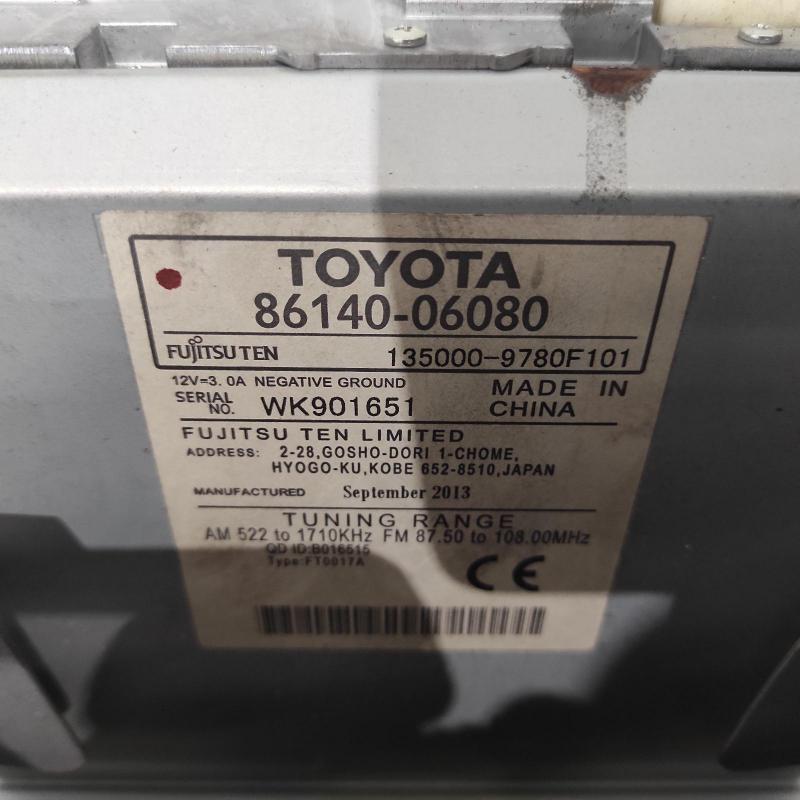 TOYOTA
86140-06080
FUJITSU TEN 135000-9780F101
12V⎓3.0A NEGATIVE GROUND
MADE IN CHINA
SERIAL NO. WK901651
FUJITSU TEN LIMITED
ADDRESS: 2-28,GOSHO-DORI 1-CHOME,
HYOGO-KU,KOBE 652-8510,JAPAN
MANUFACTURED September 2013
TUNING RANGE
AM 522 to 1710KHz FM 87.50 to 108.00MHz
QD ID:B016515
Type:FT0017A
CE